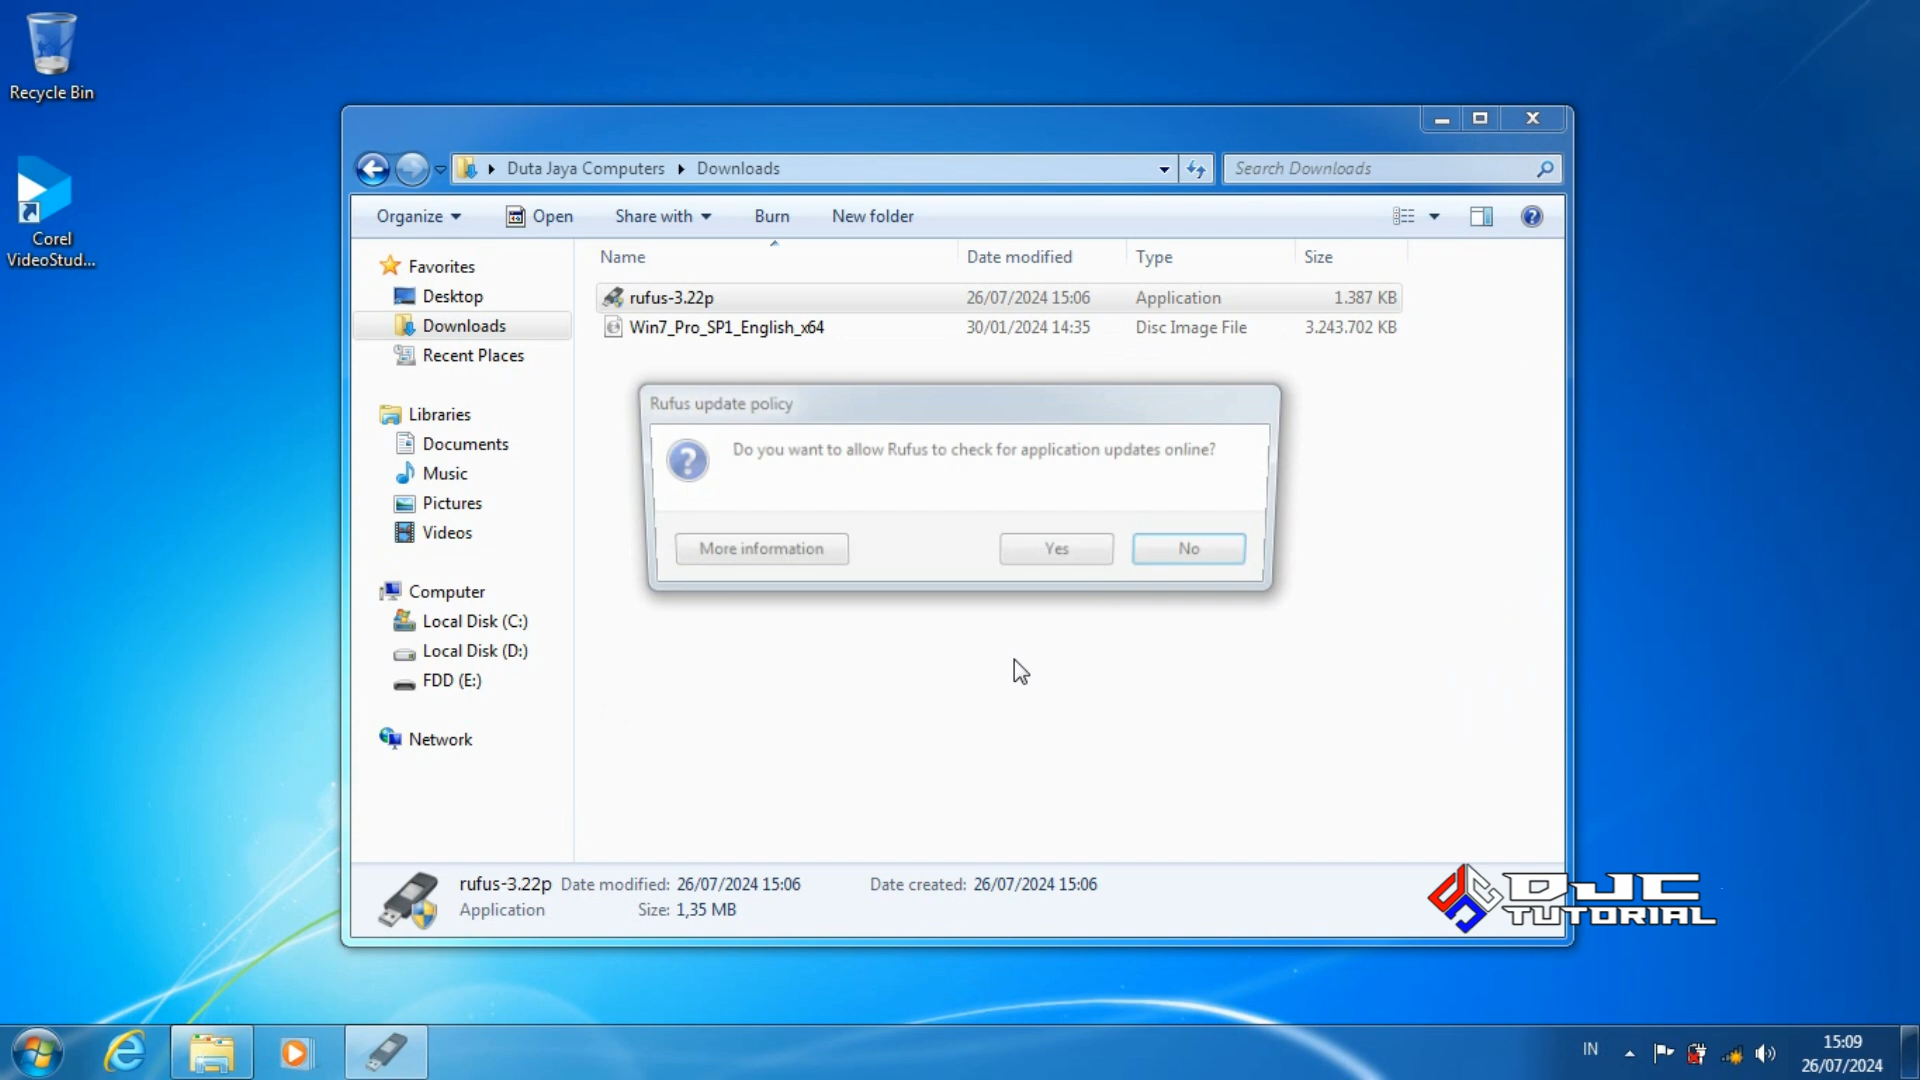 Recycle Bin
Corel
VideoStud...
Duta Jaya Computers
Downloads
Search Downloads
Organize
Open
Share with
Burn
New folder
Name
Date modified
Type
Size
rufus-3.22p
26/07/2024 15:06
Application
1.387 KB
Win7_Pro_SP1_English_x64
30/01/2024 14:35
Disc Image File
3.243.702 KB
Favorites
Desktop
Downloads
Recent Places
Libraries
Documents
Music
Pictures
Videos
Computer
Local Disk (C:)
Local Disk (D:)
FDD (E:)
Network
Rufus update policy
Do you want to allow Rufus to check for application updates online?
More information
Yes
No
rufus-3.22p
Date modified: 26/07/2024 15:06
Date created: 26/07/2024 15:06
Application
Size: 1,35 MB
DJC
TUTORIAL
IN
15:09
26/07/2024